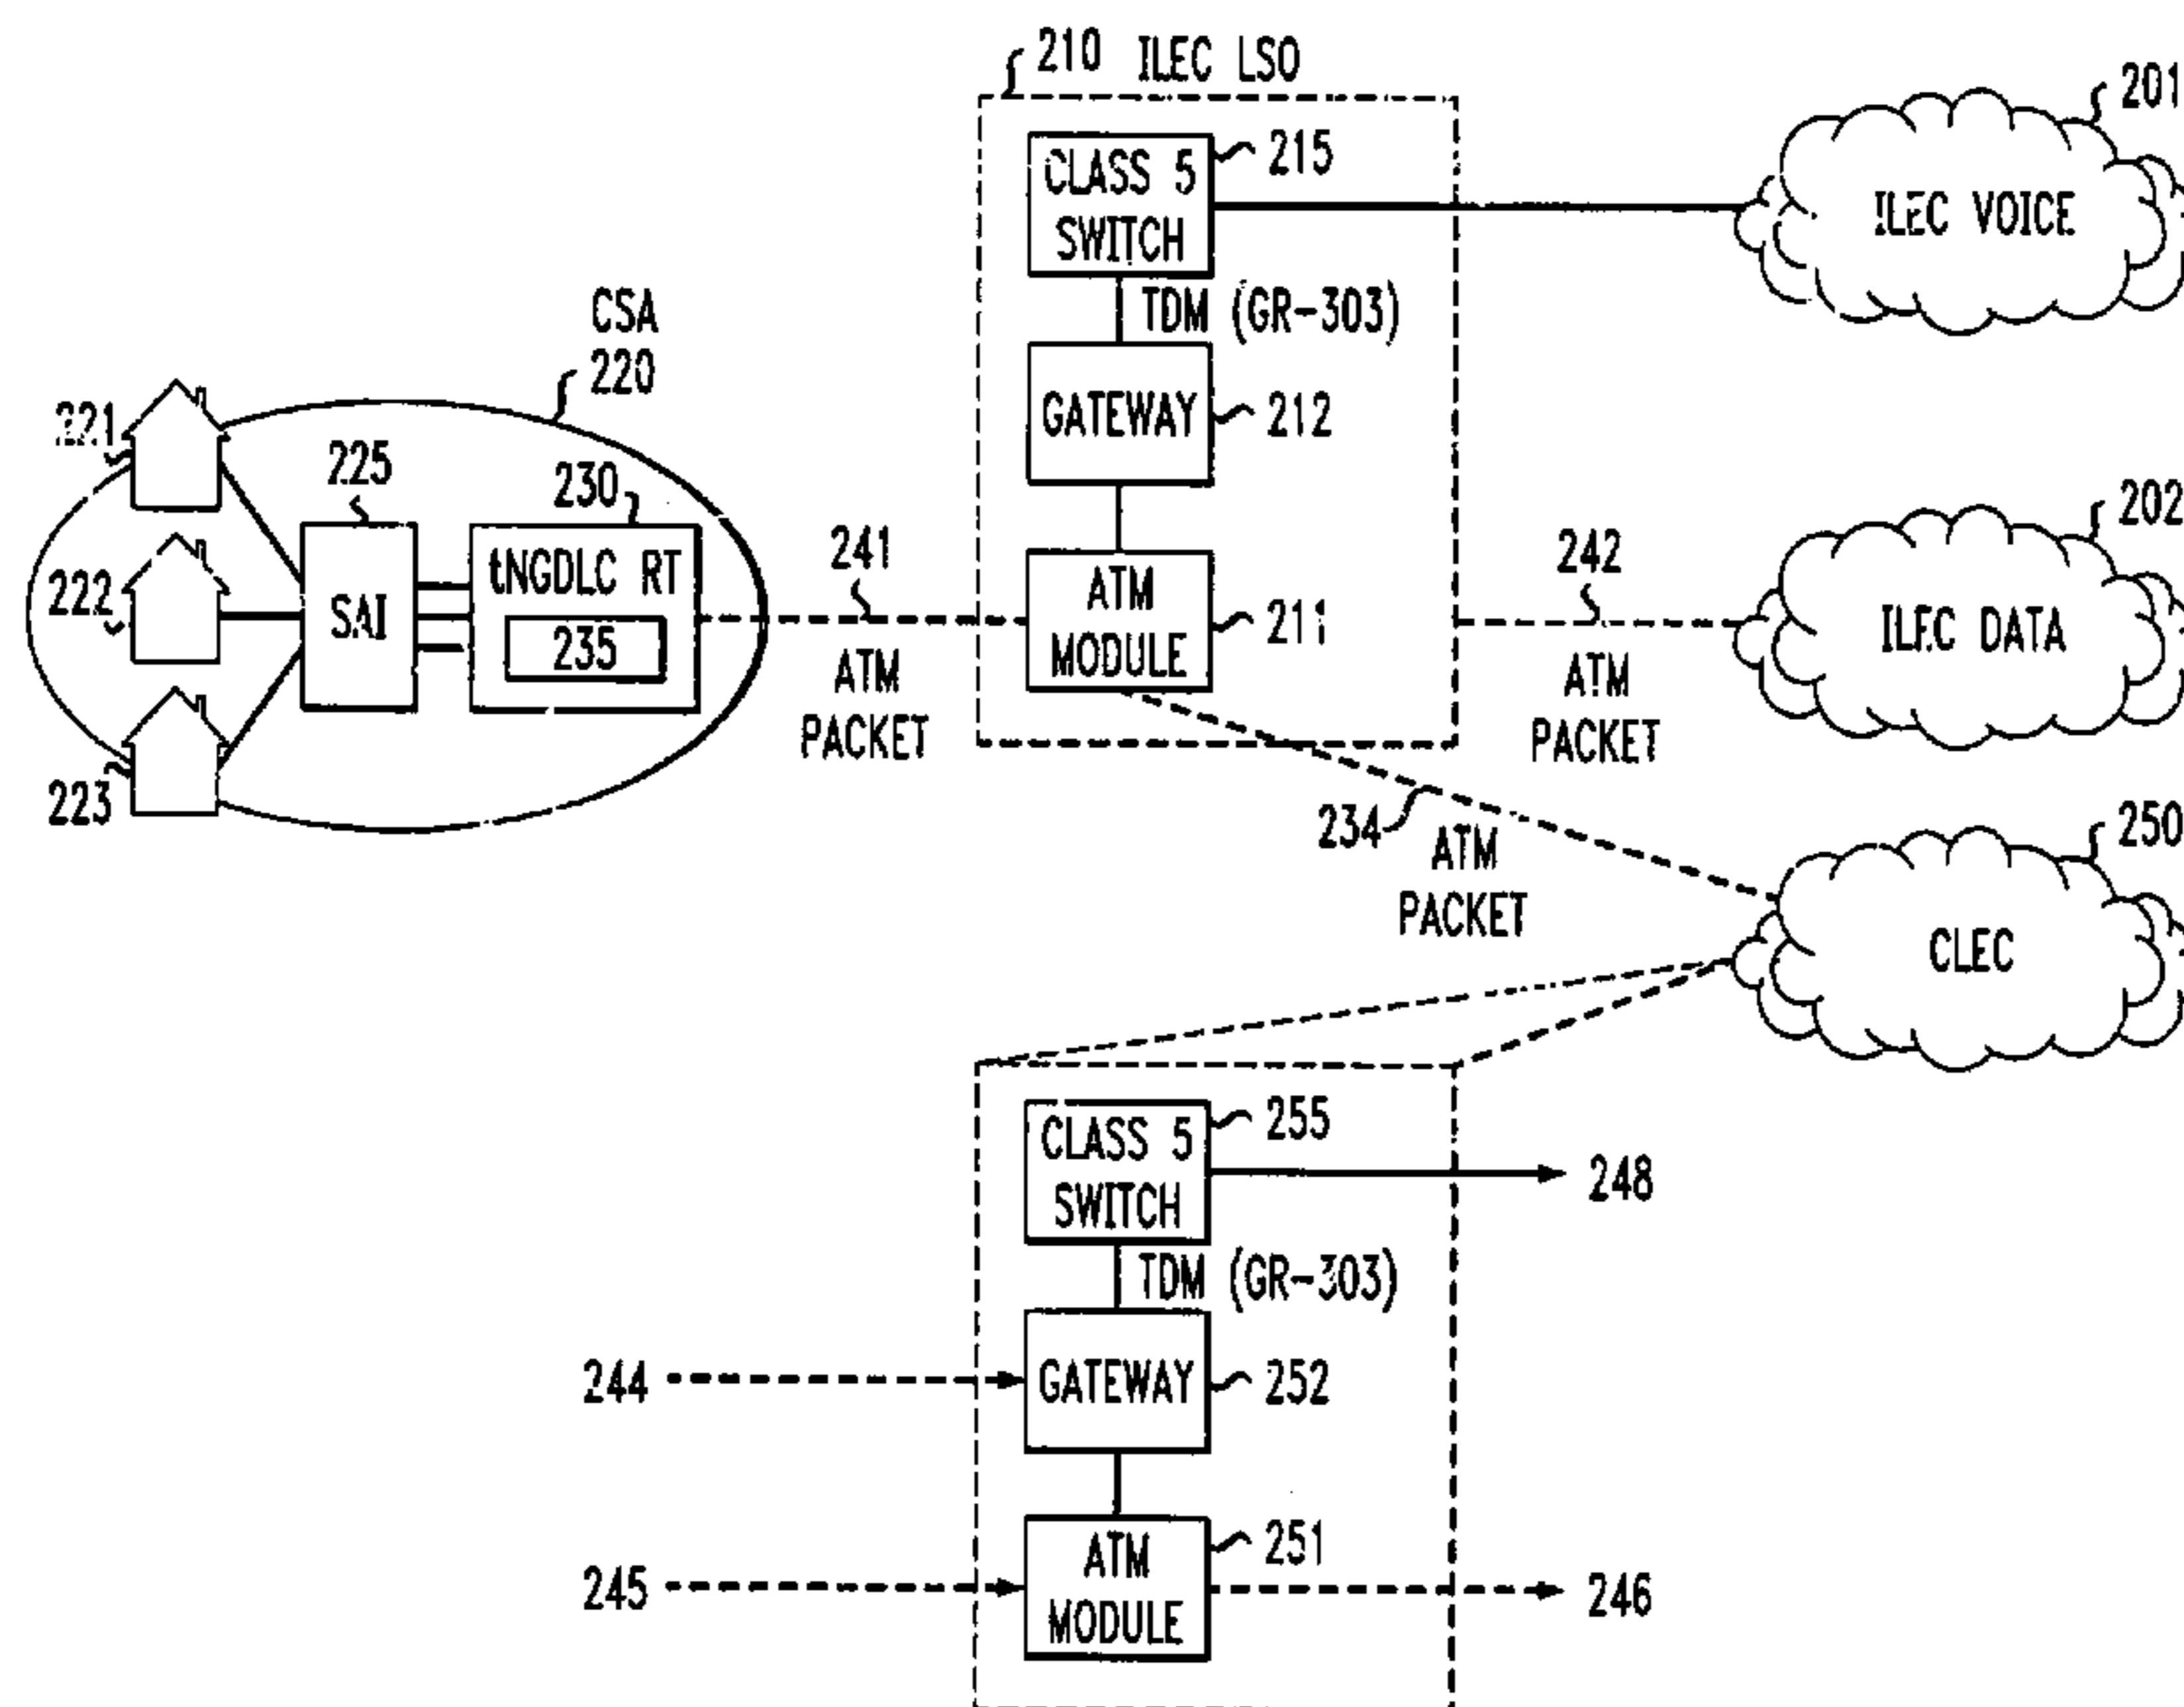 210 ILEC LSO
201
CLASS 5
SWITCH
215
ILEC VOICE
TDM (GR-303)
CSA
220
GATEWAY
212
221
225
230
tNGDLC RT
235
SAI
222
223
241
ATM
PACKET
ATM
MODULE
211
242
ATM
PACKET
202
ILEC DATA
234
ATM
PACKET
250
CLEC
CLASS 5
SWITCH
255
248
TDM (GR-303)
244
GATEWAY
252
245
ATM
MODULE
251
246